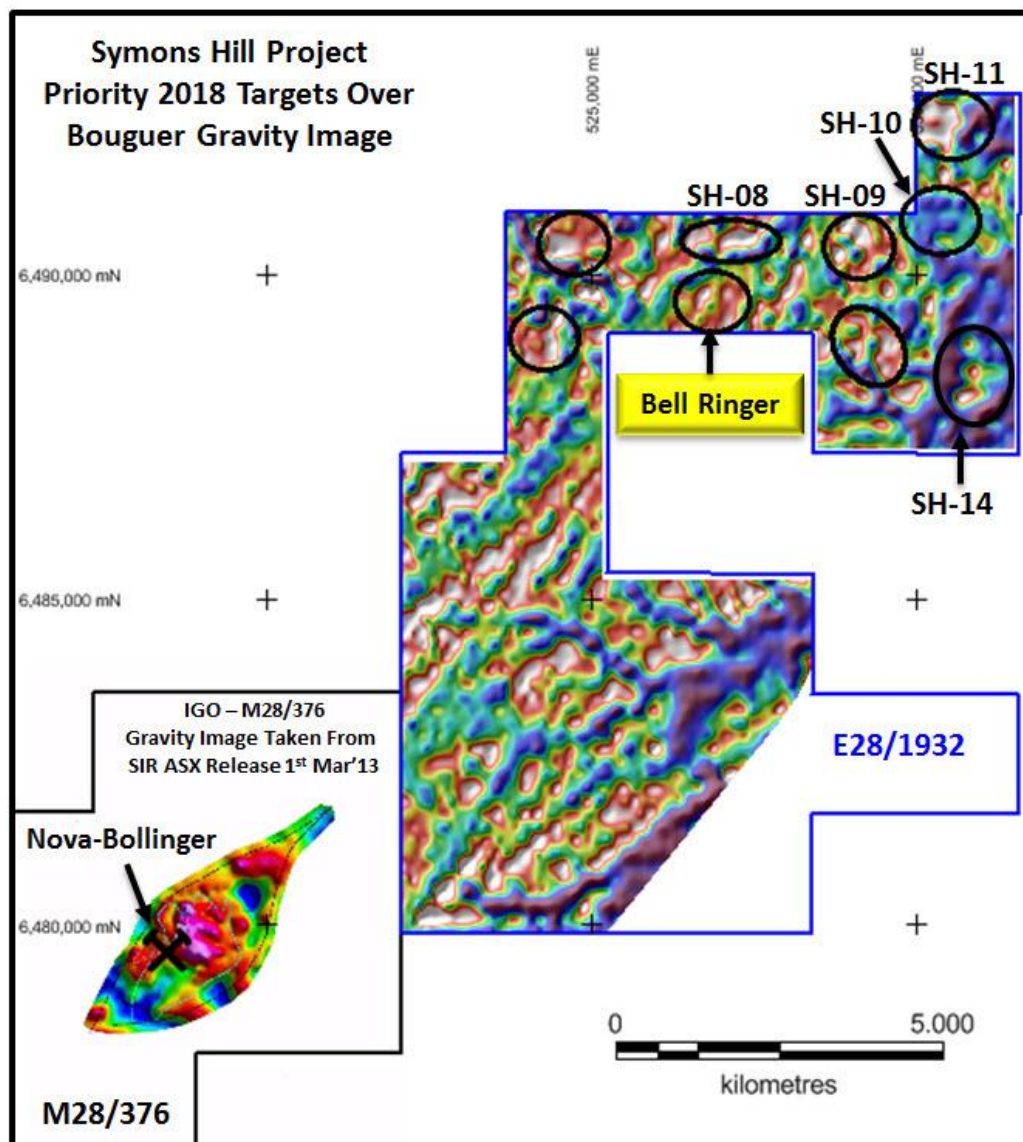 Symons Hill Project
Priority 2018 Targets Over
Bouguer Gravity Image
525,000 mE
mE
SH-11
SH-10
SH-08
SH-09
6,490,000 mN
Bell Ringer
SH-14
6,485,000 mN
IGO – M28/376
Gravity Image Taken From
SIR ASX Release 1st Mar'13
E28/1932
Nova-Bollinger
6,480,000 mN
0
5.000
kilometres
M28/376